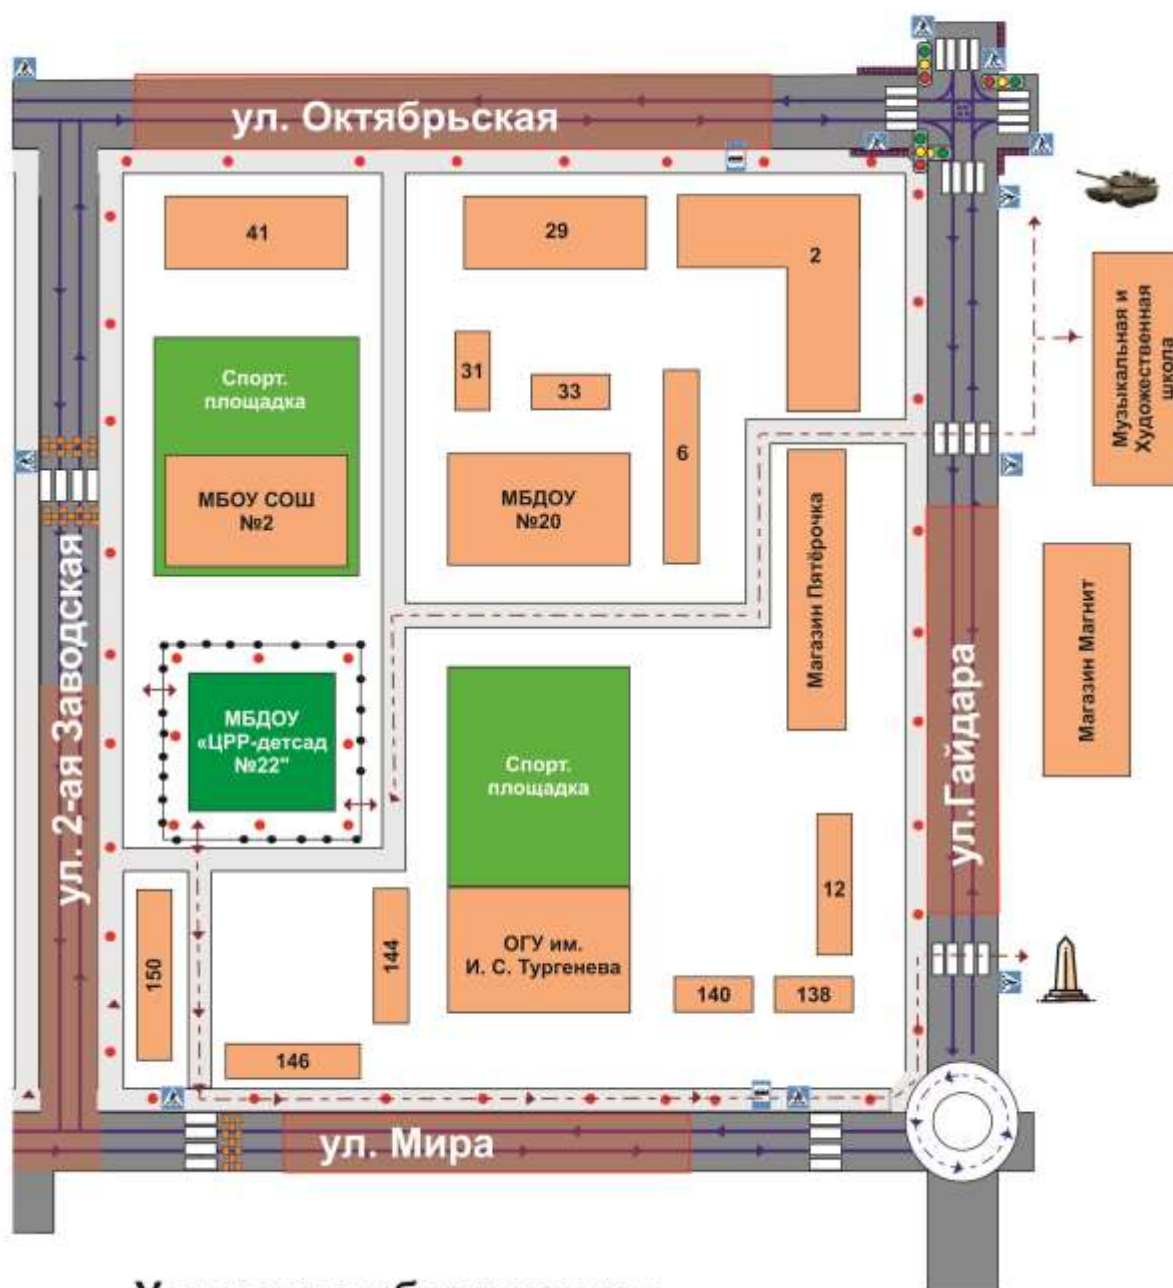 ул. Октябрьская
41
29
2
Музыкальная и
Художественная
школа
31
33
6
Спорт.
площадка
МБОУ СОШ
№2
МБДОУ
№20
Магазин Пятёрочка
Магазин Магнит
ул. 2-ая Заводская
ул.Гайдара
МБДОУ
«ЦРР-детсад
№22"
Спорт.
площадка
12
150
144
ОГУ им.
И. С. Тургенева
140
138
146
ул. Мира